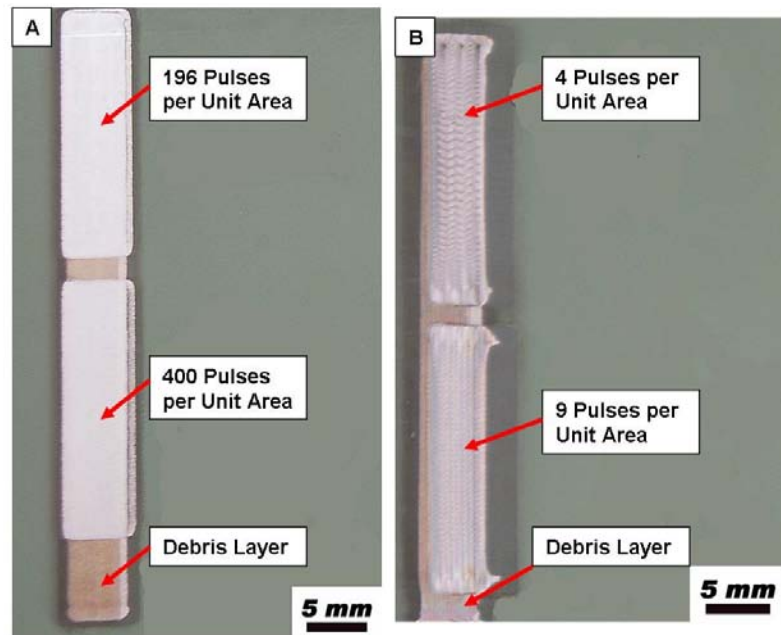 A
196 Pulses
per Unit Area
400 Pulses
per Unit Area
Debris Layer
5 mm
B
4 Pulses per
Unit Area
9 Pulses per
Unit Area
Debris Layer
5 mm